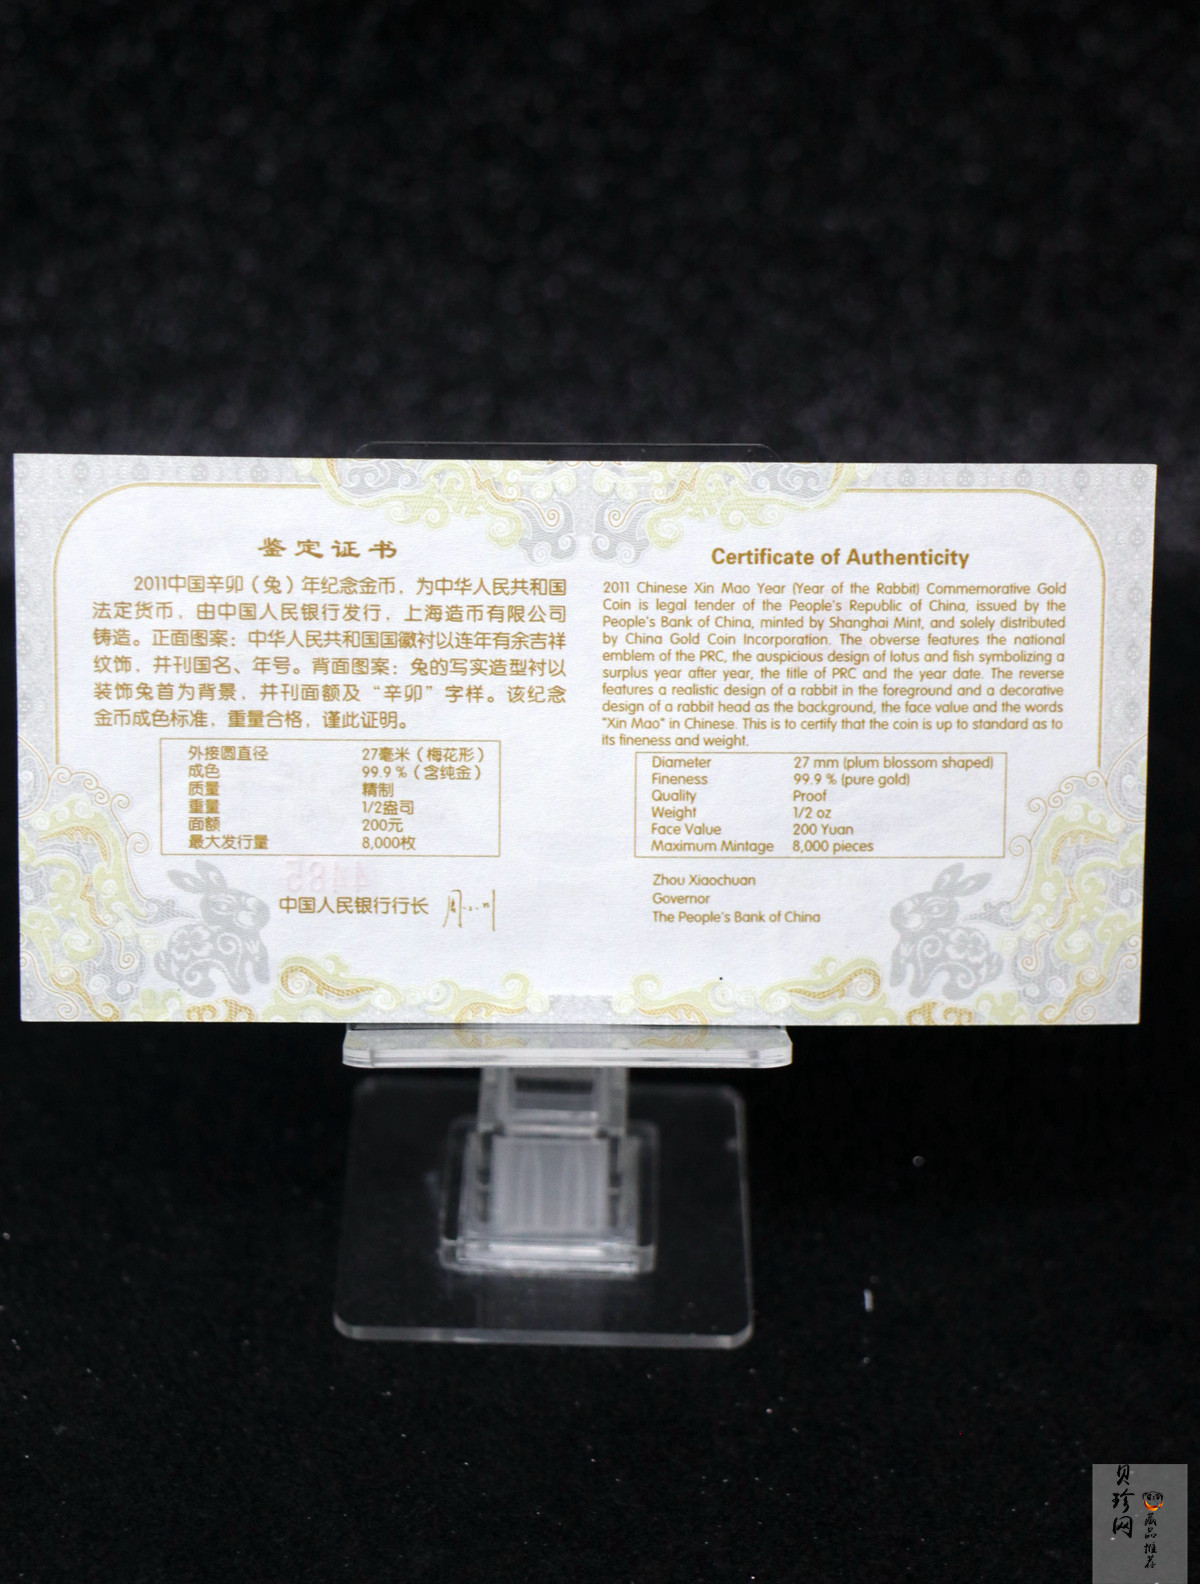 鉴定证书
2011中国辛卯（兔）年纪念金币，为中华人民共和国
法定货币，由中国人民银行发行，上海造币有限公司
铸造。正面图案：中华人民共和国国徽衬以连年有余吉祥
纹饰，并刊国名、年号。背面图案：兔的写实造型衬以
装饰兔首为背景，并刊面额及“辛卯”字样。该纪念
金币成色标准，重量合格，谨此证明。
外接圆直径 27毫米（梅花形）
成色 99.9％（含纯金）
质量 精制
重量 1/2盎司
面额 200元
最大发行量 8,000枚
中国人民银行行长
Certificate of Authenticity
2011 Chinese Xin Mao Year (Year of the Rabbit) Commemorative Gold
Coin is legal tender of the People's Republic of China, issued by the
People's Bank of China, minted by Shanghai Mint, and solely distributed
by China Gold Coin Incorporation. The obverse features the national
emblem of the PRC, the auspicious design of lotus and fish symbolizing a
surplus year after year, the title of PRC and the year date. The reverse
features a realistic design of a rabbit in the foreground and a decorative
design of a rabbit head as the background, the face value and the words
"Xin Mao" in Chinese. This is to certify that the coin is up to standard as to
its fineness and weight.
Diameter 27 mm (plum blossom shaped)
Fineness 99.9 % (pure gold)
Quality Proof
Weight 1/2 oz
Face Value 200 Yuan
Maximum Mintage 8,000 pieces
Zhou Xiaochuan
Governor
The People's Bank of China
贝珍网
藏品推荐